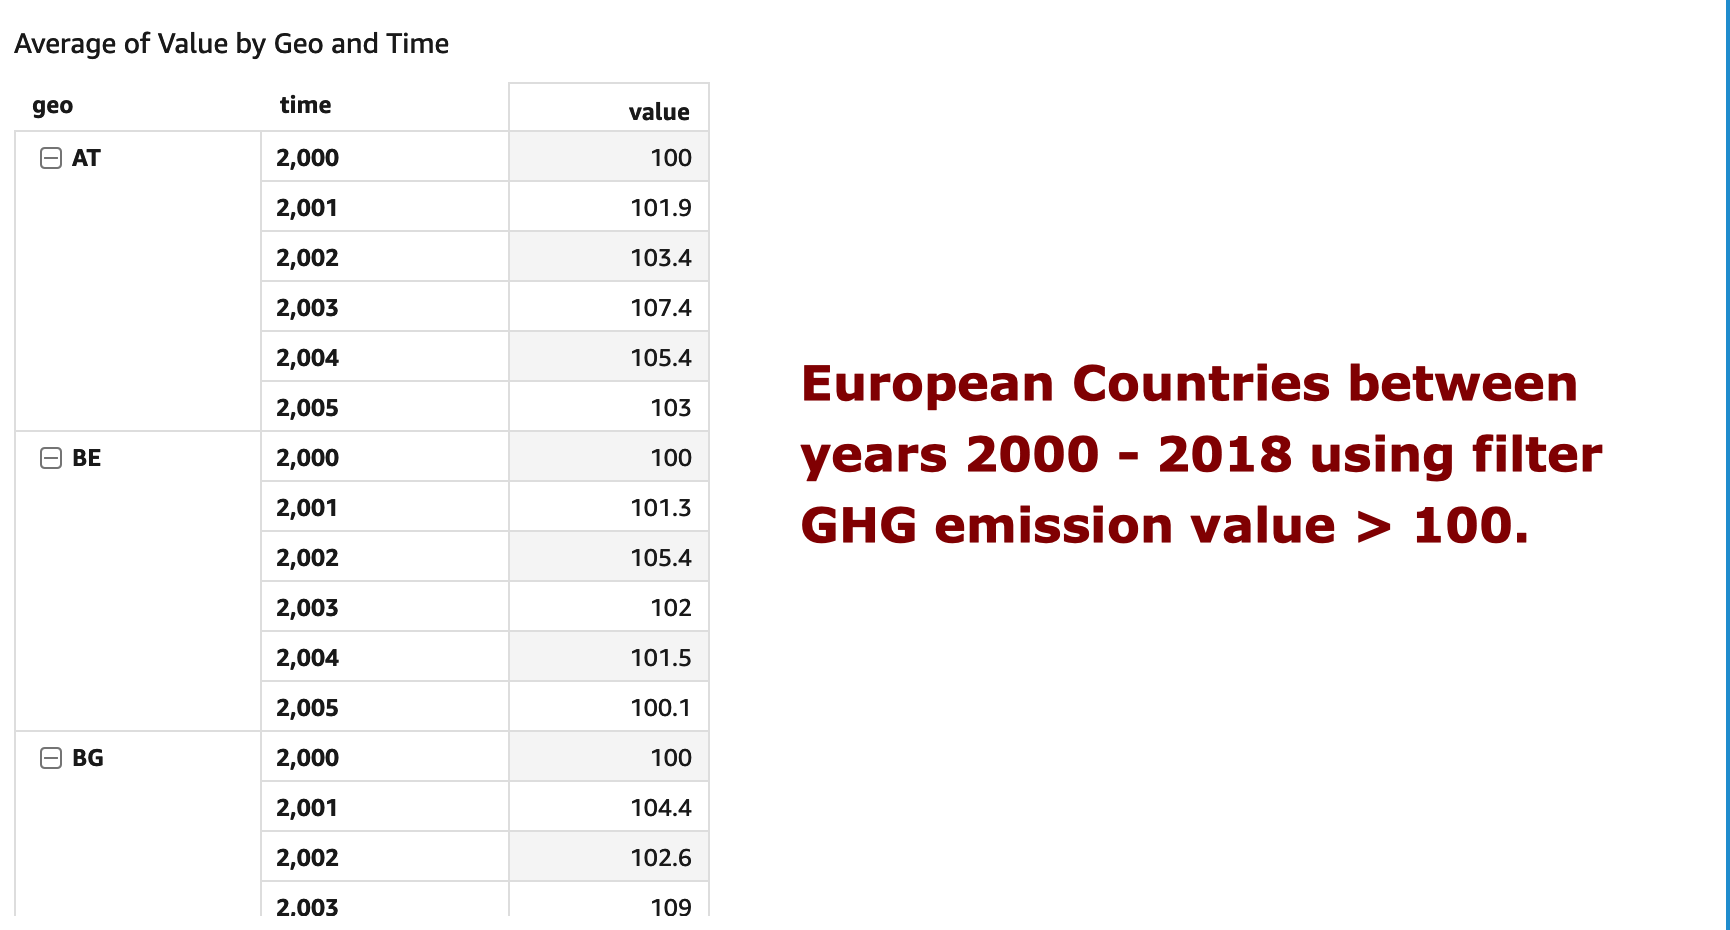 Average of Value by Geo and Time
geo time value
AT 2,000 100
2,001 101.9
2,002 103.4
2,003 107.4
2,004 105.4
2,005 103
BE 2,000 100
2,001 101.3
2,002 105.4
2,003 102
2,004 101.5
2,005 100.1
BG 2,000 100
2,001 104.4
2,002 102.6
2,003 109
European Countries between
years 2000 - 2018 using filter
GHG emission value > 100.